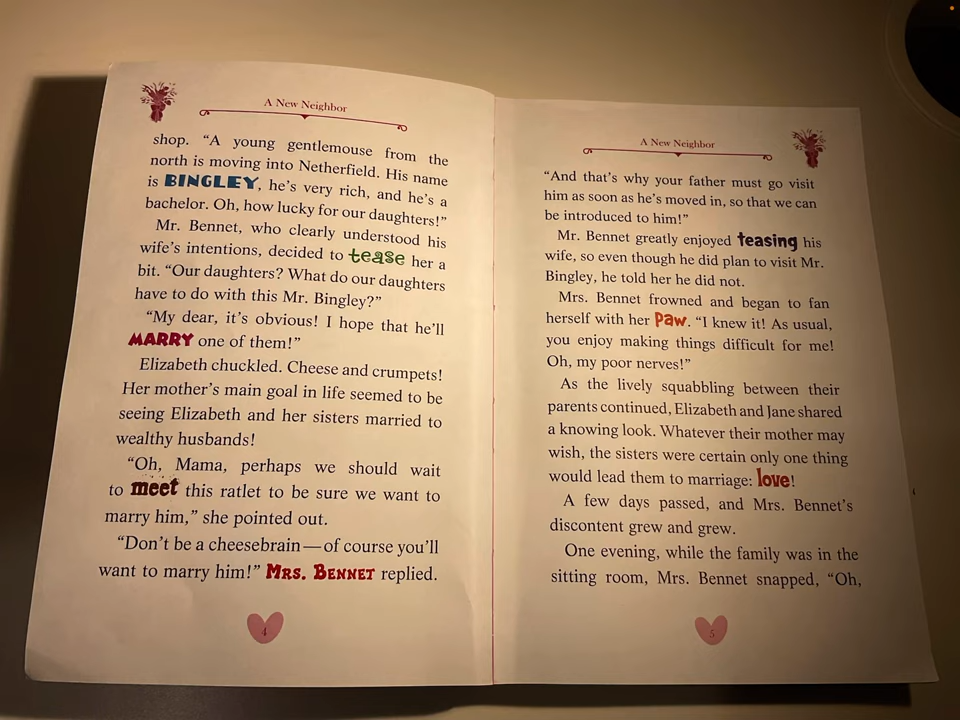 A New Neighbor
shop. “A young gentlemouse from the
north is moving into Netherfield. His name
is BINGLEY, he’s very rich, and he’s a
bachelor. Oh, how lucky for our daughters!”
Mr. Bennet, who clearly understood his
wife’s intentions, decided to tease her a
bit. “Our daughters? What do our daughters
have to do with this Mr. Bingley?”
“My dear, it’s obvious! I hope that he’ll
MARRY one of them!”
Elizabeth chuckled. Cheese and crumpets!
Her mother’s main goal in life seemed to be
seeing Elizabeth and her sisters married to
wealthy husbands!
“Oh, Mama, perhaps we should wait
to meet this ratlet to be sure we want to
marry him,” she pointed out.
“Don’t be a cheesebrain—of course you’ll
want to marry him!” MRS. BENNET replied.
4
A New Neighbor
“And that’s why your father must go visit
him as soon as he’s moved in, so that we can
be introduced to him!”
Mr. Bennet greatly enjoyed teasing his
wife, so even though he did plan to visit Mr.
Bingley, he told her he did not.
Mrs. Bennet frowned and began to fan
herself with her paw. “I knew it! As usual,
you enjoy making things difficult for me!
Oh, my poor nerves!”
As the lively squabbling between their
parents continued, Elizabeth and Jane shared
a knowing look. Whatever their mother may
wish, the sisters were certain only one thing
would lead them to marriage: love!
A few days passed, and Mrs. Bennet’s
discontent grew and grew.
One evening, while the family was in the
sitting room, Mrs. Bennet snapped, “Oh,
5